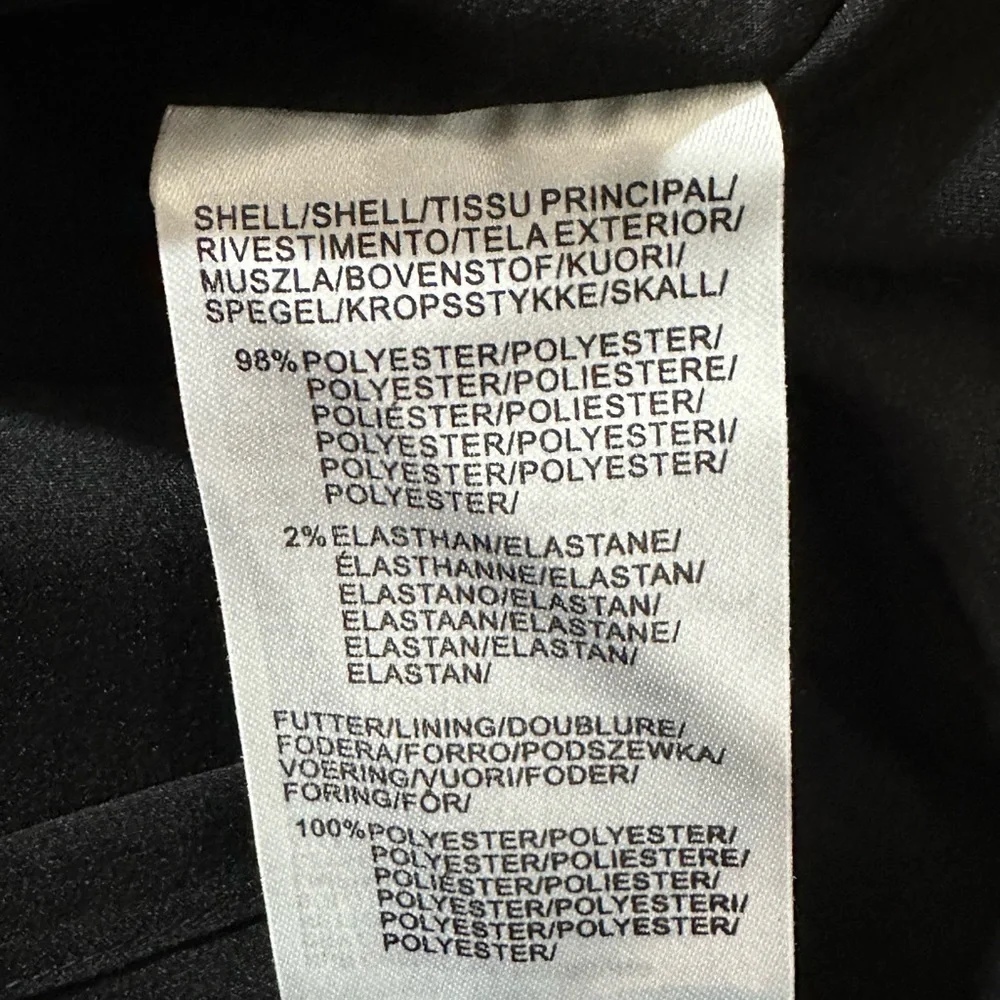 SHELL/SHELL/TISSU PRINCIPAL/
RIVESTIMENTO/TELA EXTERIOR/
MUSZLA/BOVENSTOF/KUORI/
SPEGEL/KROPSSTYKKE/SKALL/
98% POLYESTER/POLYESTER/
POLYESTER/POLIESTERE/
POLIÉSTER/POLIESTER/
POLYESTER/POLYESTERI/
POLYESTER/POLYESTER/
POLYESTER/
2% ELASTHAN/ELASTANE/
ÉLASTHANNE/ELASTAN/
ELASTANO/ELASTAN/
ELASTAAN/ELASTANE/
ELASTAN/ELASTAN/
ELASTAN/
FUTTER/LINING/DOUBLURE/
FODERA/FORRO/PODSZEWKA/
VOERING/VUORI/FODER/
FORING/FÔR/
100% POLYESTER/POLYESTER/
POLYESTER/POLIESTERE/
POLIÉSTER/POLIESTER/
POLYESTER/POLYESTERI/
POLYESTER/POLYESTER/
POLYESTER/